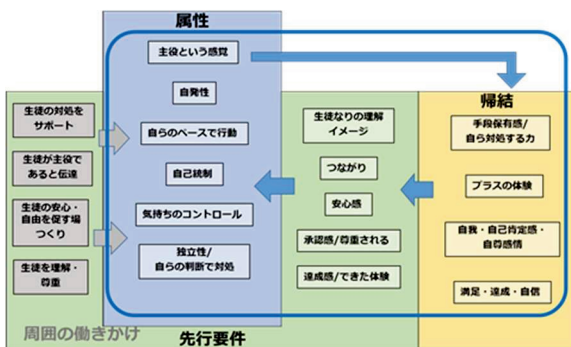 属性
主役という感覚
自発性
自らのペースで行動
自己統制
気持ちのコントロール
独立性/
自らの判断で対処
生徒の対処を
サポート
生徒が主役で
あると伝達
生徒の安心・
自由を促す場
つくり
生徒を理解・
尊重
周囲の働きかけ
先行要件
生徒なりの理解
イメージ
つながり
安心感
承認感/尊重される
達成感/できた体験
帰結
手段保有感/
自ら対処する力
プラスの体験
自我・自己肯定感・
自尊感情
満足・達成・自信